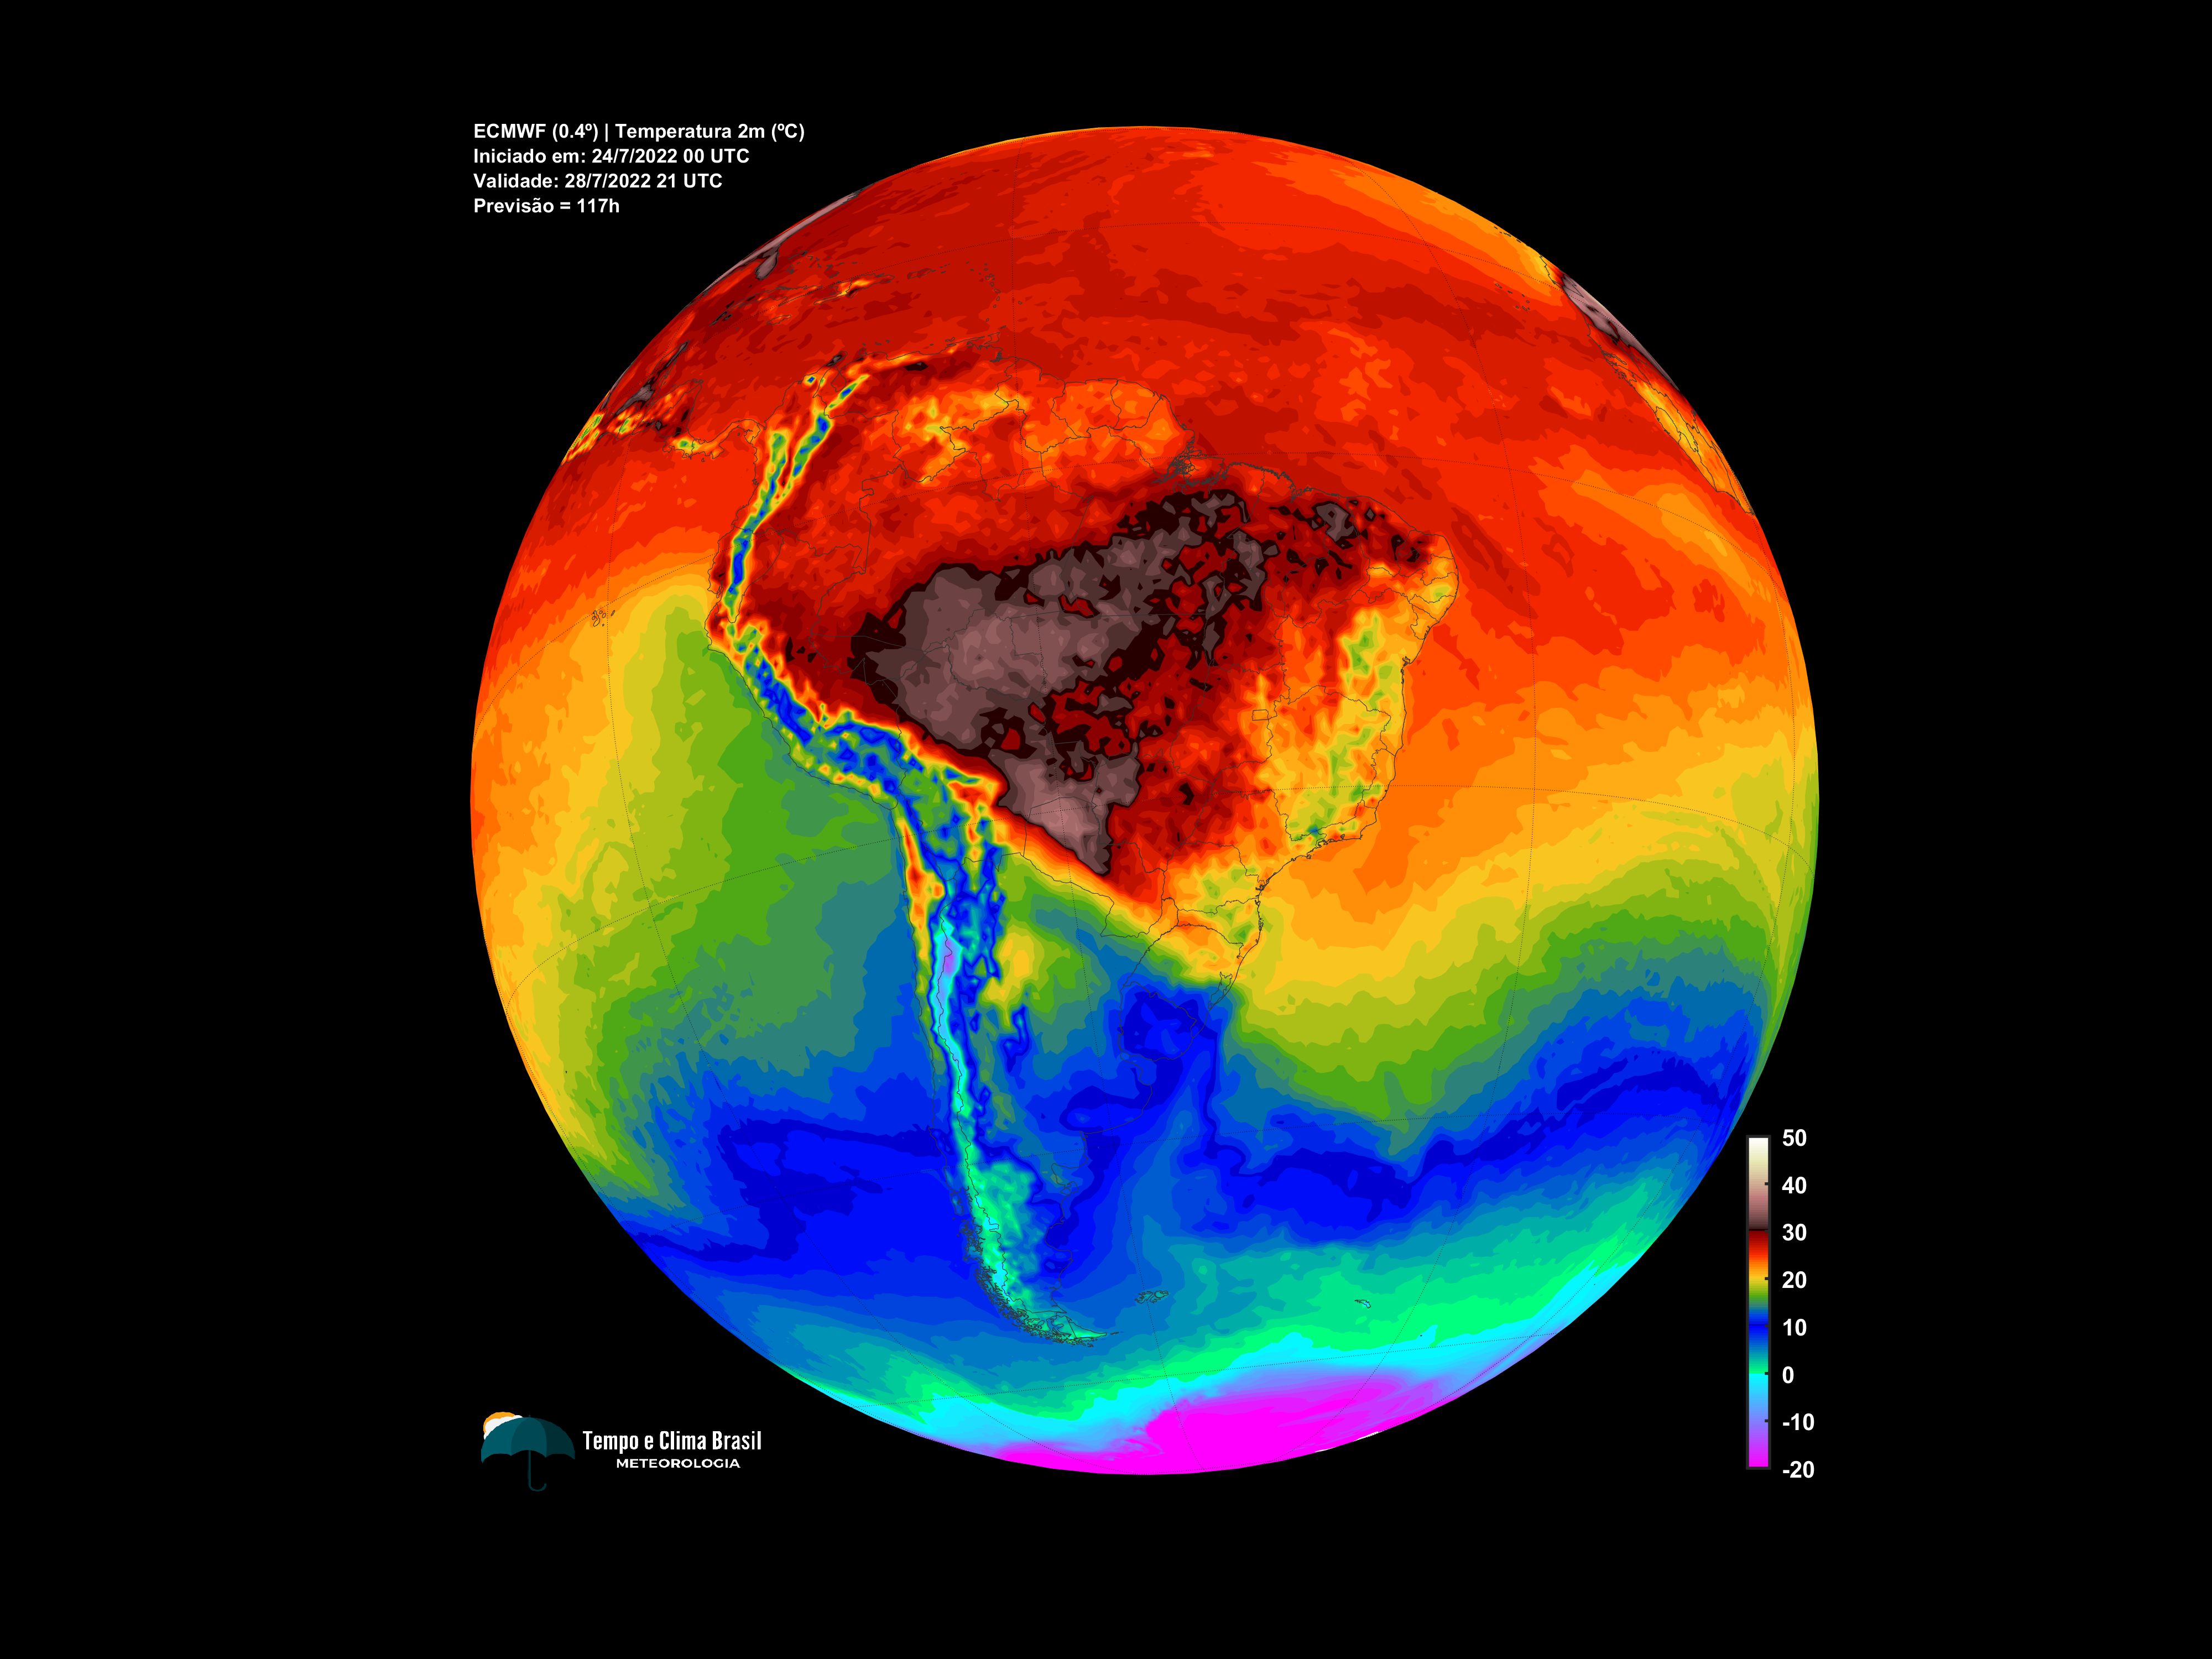 ECMWF (0.4º) | Temperatura 2m (ºC)
Iniciado em: 24/7/2022 00 UTC
Validade: 28/7/2022 21 UTC
Previsão = 117h
50
40
30
20
10
0
-10
-20
Tempo e Clima Brasil
METEOROLOGIA